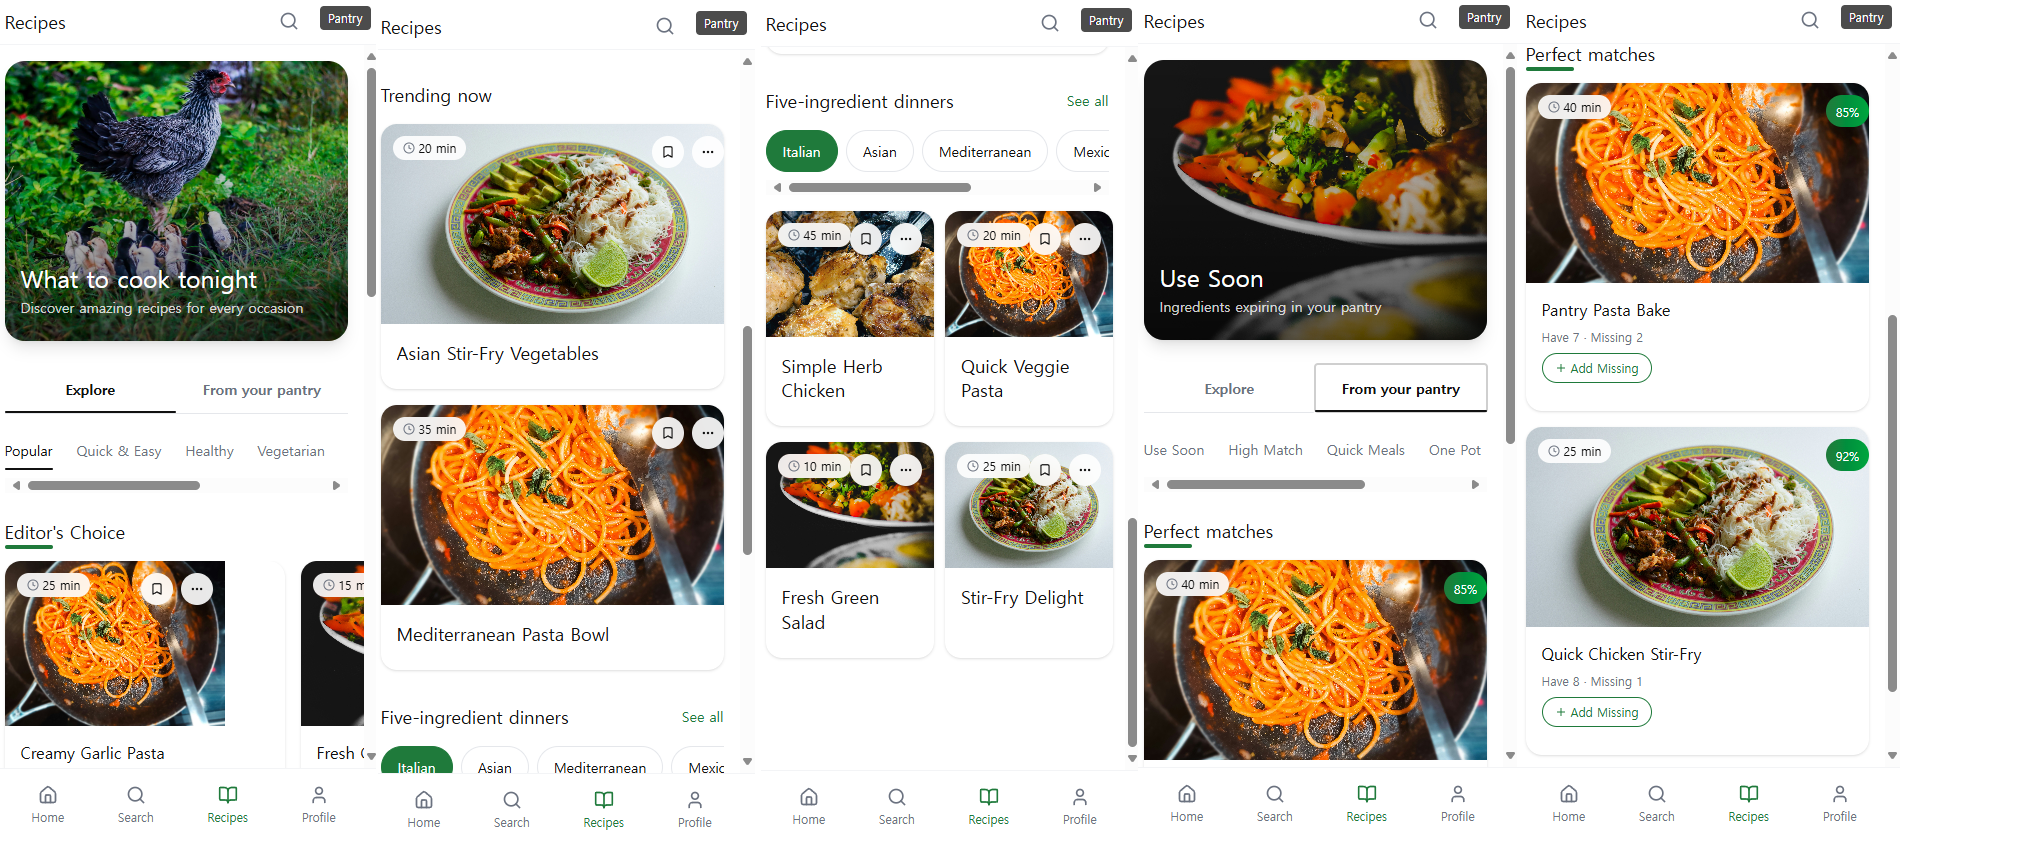 Recipes
Pantry
What to cook tonight
Discover amazing recipes for every occasion
Explore
From your pantry
Popular
Quick & Easy
Healthy
Vegetarian
Editor's Choice
25 min
15 m
Creamy Garlic Pasta
Fresh
Home
Search
Recipes
Profile
Recipes
Pantry
Trending now
20 min
Asian Stir-Fry Vegetables
35 min
Mediterranean Pasta Bowl
Five-ingredient dinners
See all
Italian
Asian
Mediterranean
Mexic
Home
Search
Recipes
Profile
Recipes
Pantry
Five-ingredient dinners
See all
Italian
Asian
Mediterranean
Mexic
45 min
20 min
Simple Herb
Chicken
Quick Veggie
Pasta
10 min
25 min
Fresh Green
Salad
Stir-Fry Delight
Home
Search
Recipes
Profile
Recipes
Pantry
Use Soon
Ingredients expiring in your pantry
Explore
From your pantry
Use Soon
High Match
Quick Meals
One Pot
Perfect matches
40 min
85%
Home
Search
Recipes
Profile
Recipes
Pantry
Perfect matches
40 min
85%
Pantry Pasta Bake
Have 7 · Missing 2
+ Add Missing
25 min
92%
Quick Chicken Stir-Fry
Have 8 · Missing 1
+ Add Missing
Home
Search
Recipes
Profile